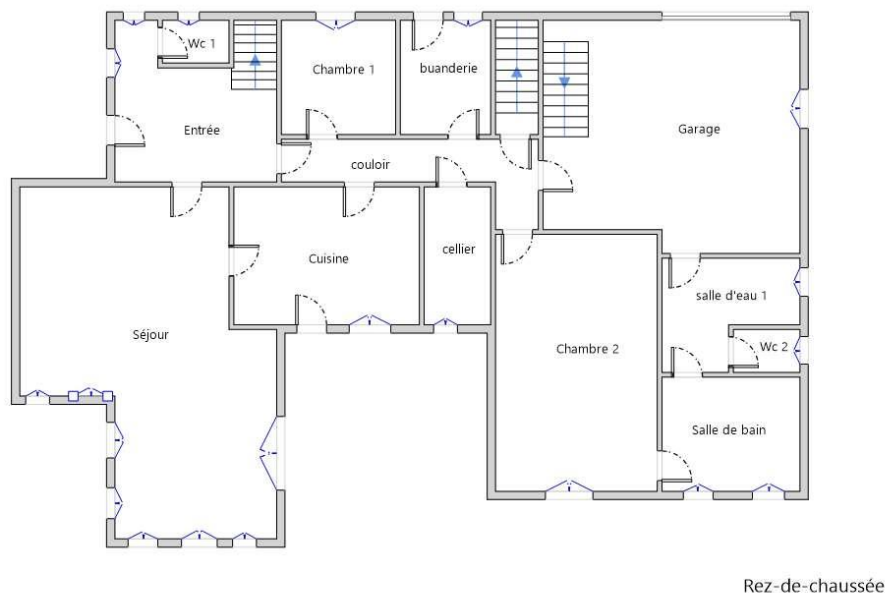 Wc 1
Chambre 1
buanderie
Entrée
Garage
couloir
Cuisine
cellier
salle d'eau 1
Séjour
Chambre 2
Wc 2
Salle de bain
Rez-de-chaussée